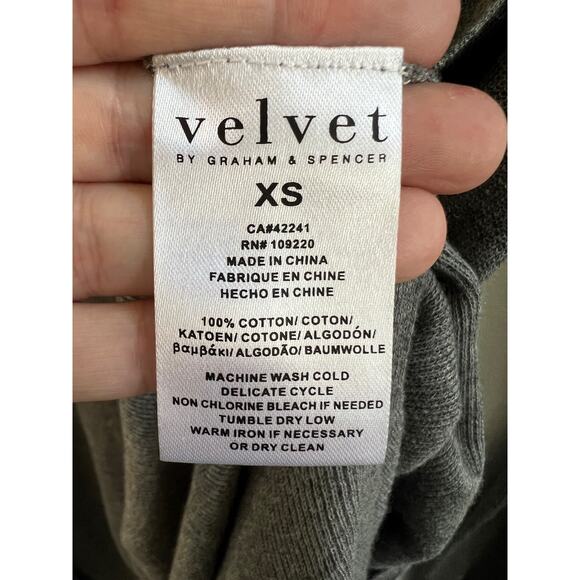 velvet
BY GRAHAM & SPENCER
XS
CA#42241
RN# 109220
MADE IN CHINA
FABRIQUE EN CHINE
HECHO EN CHINE
100% COTTON/ COTON/
KATOEN/ COTONE/ ALGODÓN/
βαμβάκι/ ALGODÃO/ BAUMWOLLE
MACHINE WASH COLD
DELICATE CYCLE
NON CHLORINE BLEACH IF NEEDED
TUMBLE DRY LOW
WARM IRON IF NECESSARY
OR DRY CLEAN